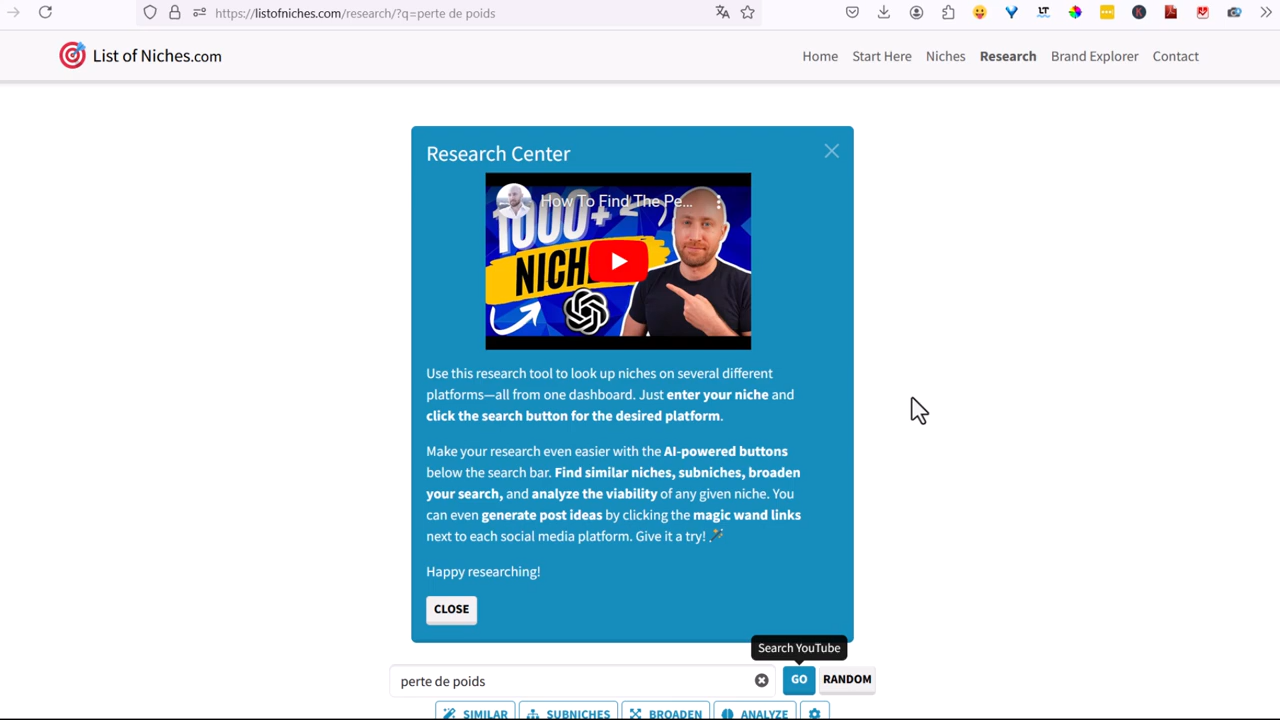 https://listofniches.com/research/?q=perte de poids
List of Niches.com
Home Start Here Niches Research Brand Explorer Contact
Research Center
How To Find The Pe...
1000+
NICH
Use this research tool to look up niches on several different
platforms—all from one dashboard. Just enter your niche and
click the search button for the desired platform.
Make your research even easier with the AI-powered buttons
below the search bar. Find similar niches, subniches, broaden
your search, and analyze the viability of any given niche. You
can even generate post ideas by clicking the magic wand links
next to each social media platform. Give it a try!
Happy researching!
CLOSE
Search YouTube
perte de poids GO RANDOM
SIMILAR SUBNICHES BROADEN ANALYZE